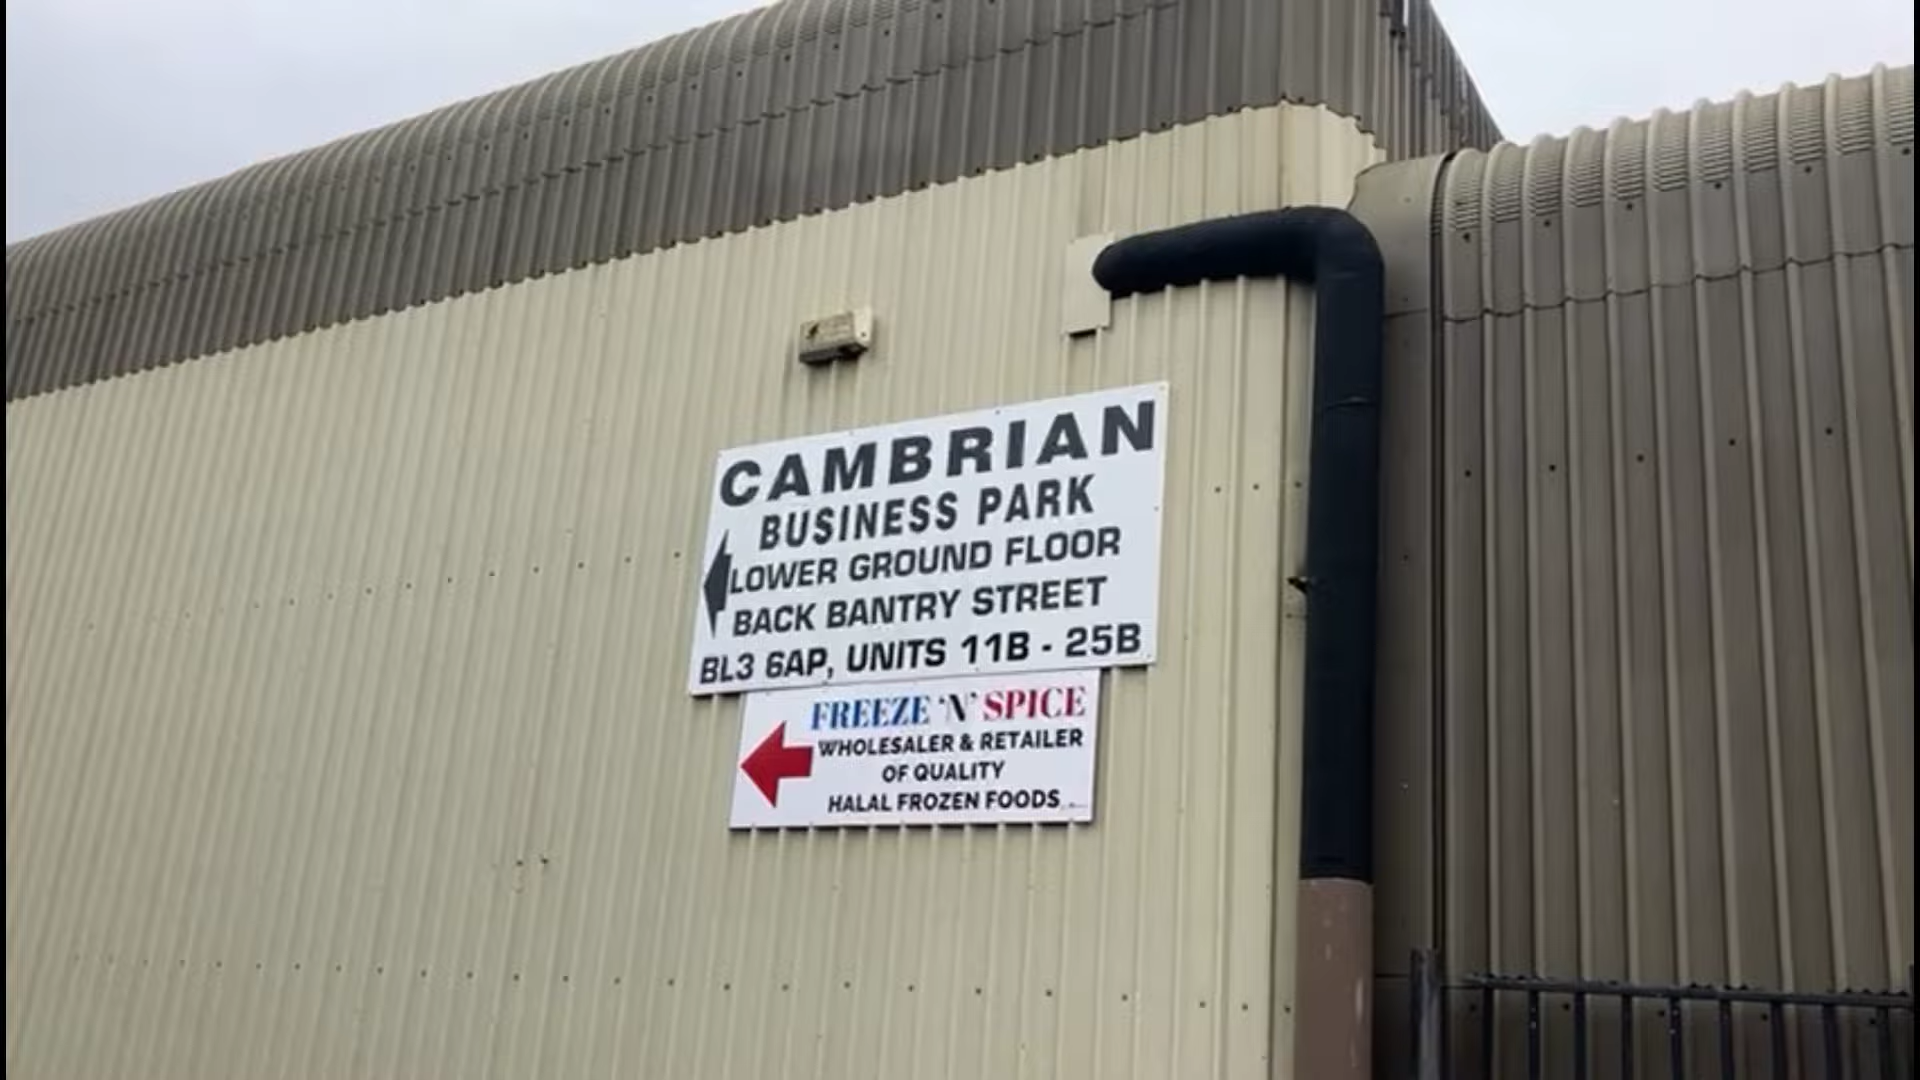 CAMBRIAN
BUSINESS PARK
LOWER GROUND FLOOR
BACK BANTRY STREET
BL3 6AP, UNITS 11B - 25B
FREEZE 'N' SPICE
WHOLESALER & RETAILER
OF QUALITY
HALAL FROZEN FOODS